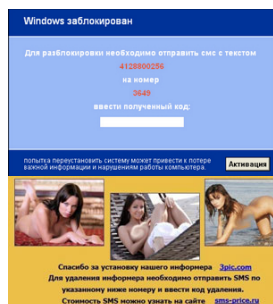 Windows заблокирован
Для разблокировки необходимо отправить смс с текстом
4128800256
на номер
3649
ввести полученный код:
попытка переустановить систему может привести к потере
важной информации и нарушениям работы компьютера.
Активация
Спасибо за установку нашего информера 3pic.com
Для удаления информера необходимо отправить SMS по
указанному ниже номеру и ввести код удаления.
Стоимость SMS можно узнать на сайте sms-price.ru